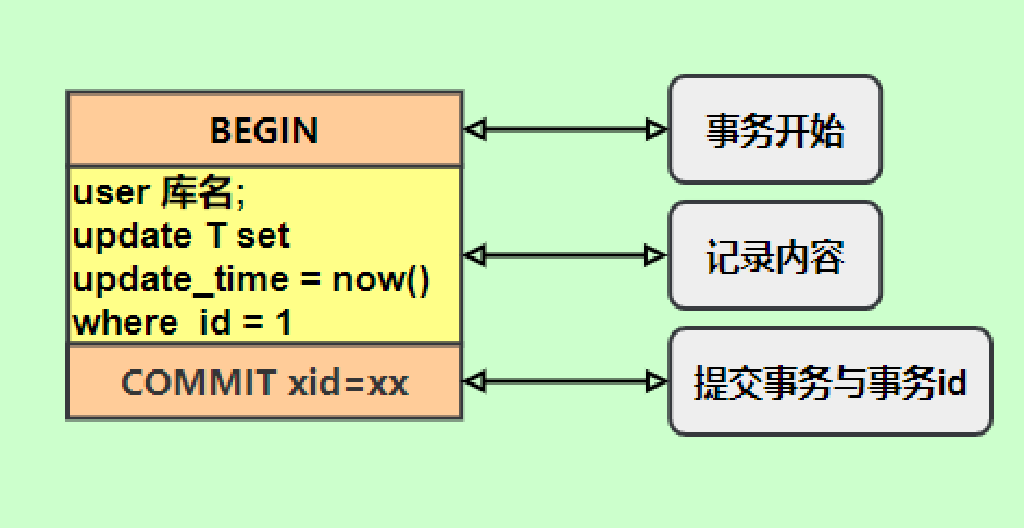 BEGIN
事务开始
user 库名;
update T set
update_time = now()
where id = 1
记录内容
COMMIT xid=xx
提交事务与事务id